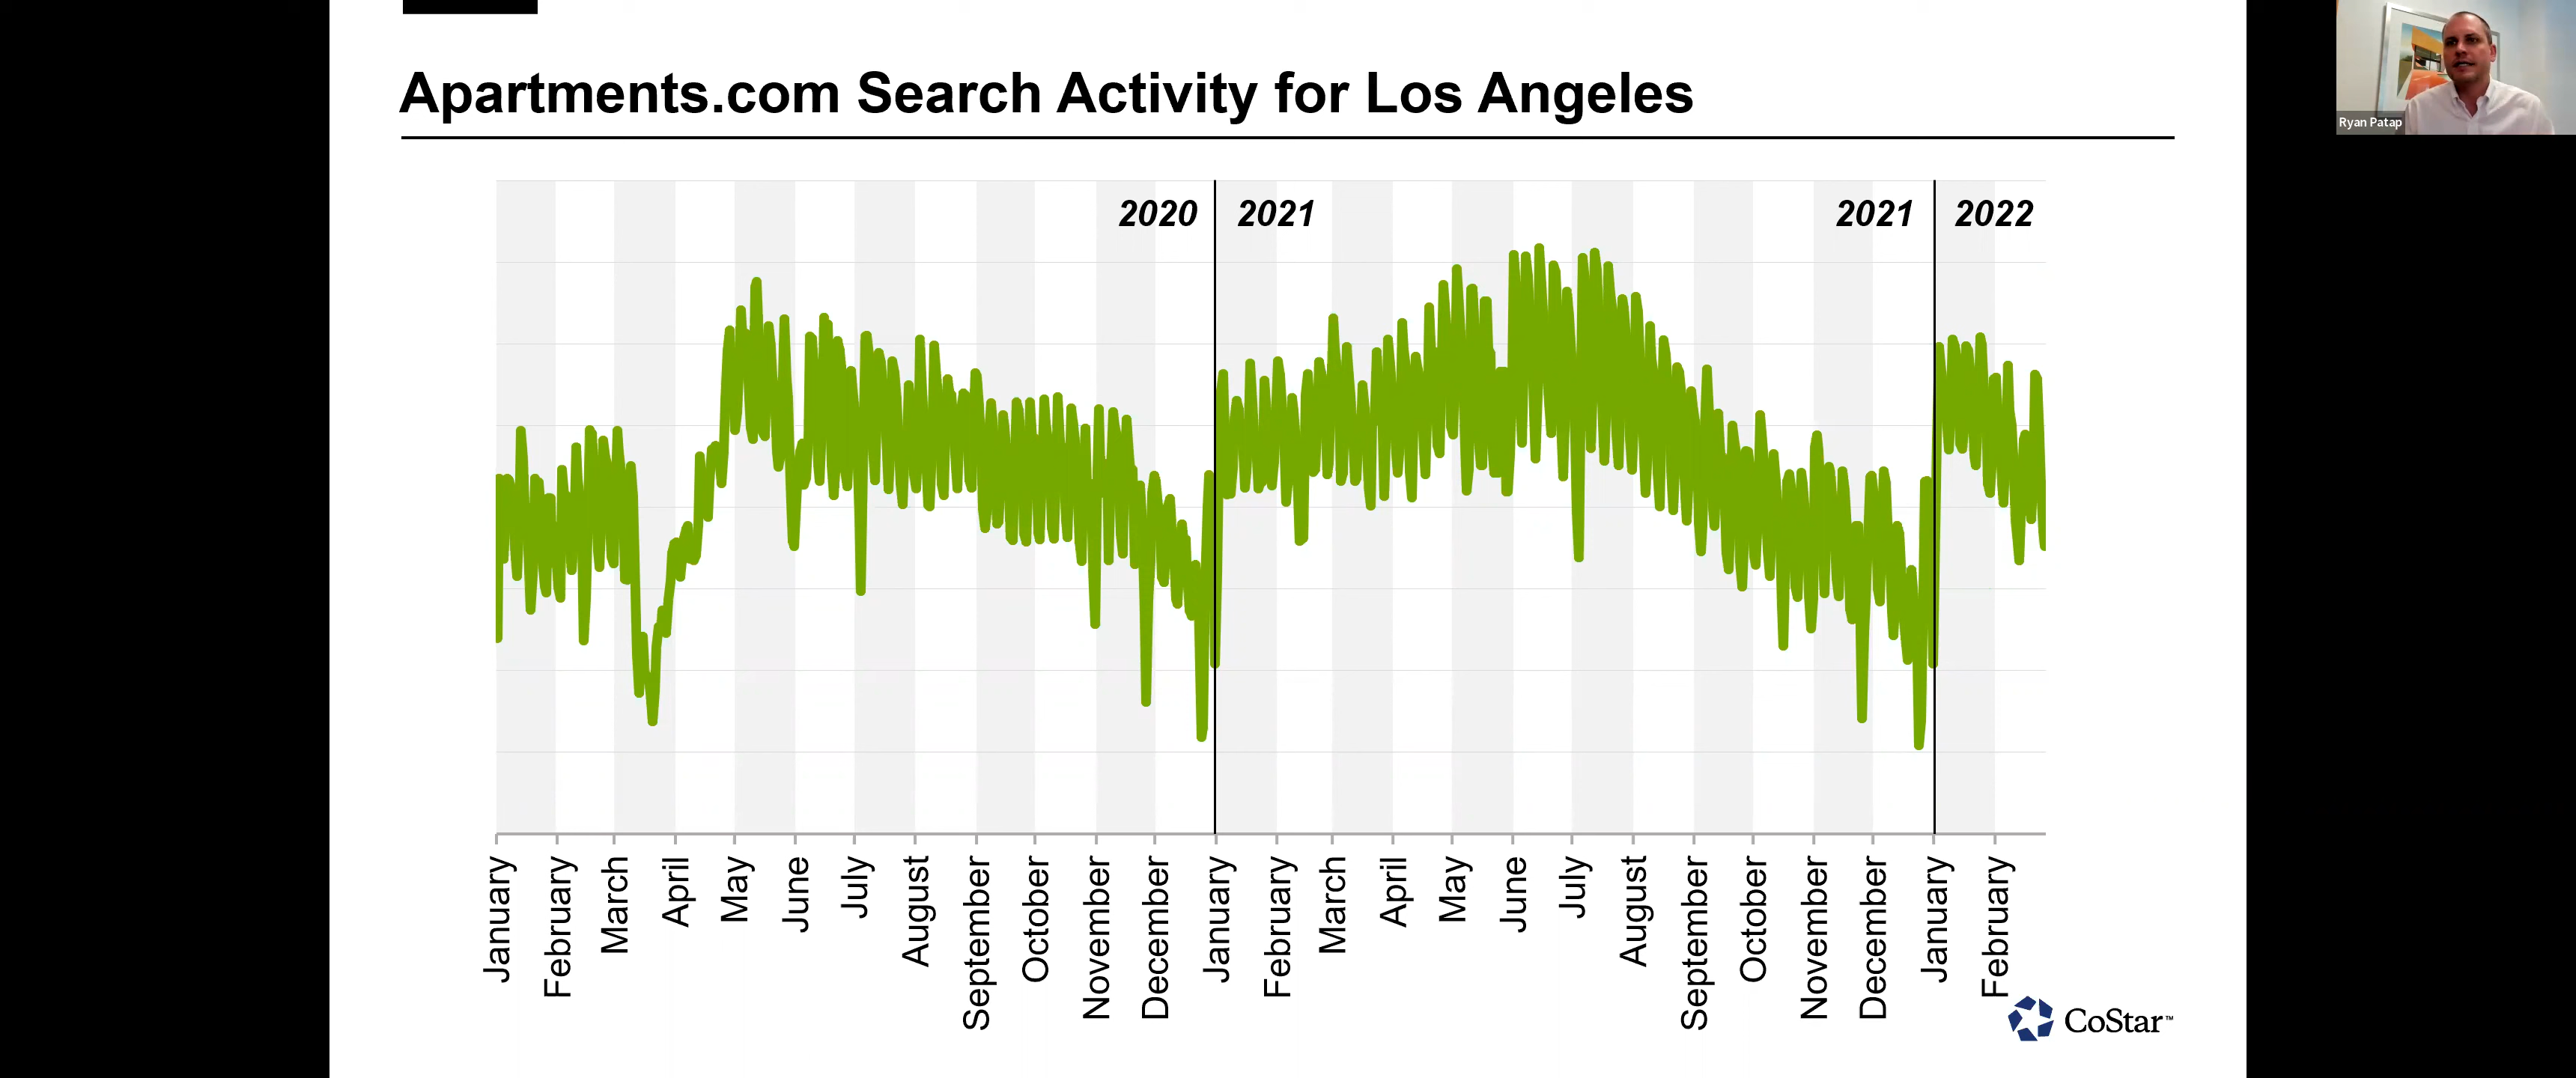 Apartments.com Search Activity for Los Angeles
Ryan Patap
2020
2021
2021
2022
January
February
March
April
May
June
July
August
September
October
November
December
January
February
March
April
May
June
July
August
September
October
November
December
January
February
CoStar™